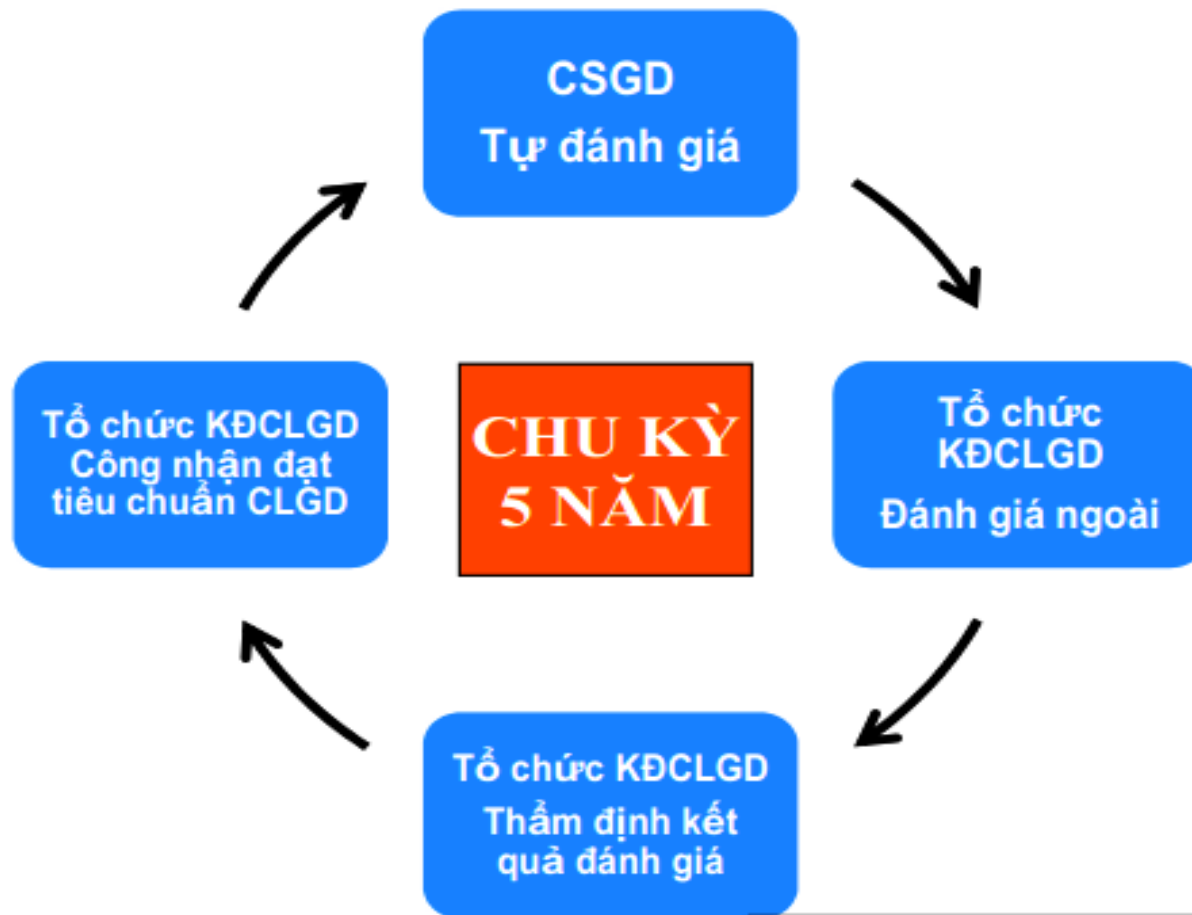 CSGD
Tự đánh giá
Tổ chức
KĐCLGD
Đánh giá ngoài
Tổ chức KĐCLGD
Thẩm định kết
quả đánh giá
Tổ chức KĐCLGD
Công nhận đạt
tiêu chuẩn CLGD
CHU KỲ
5 NĂM